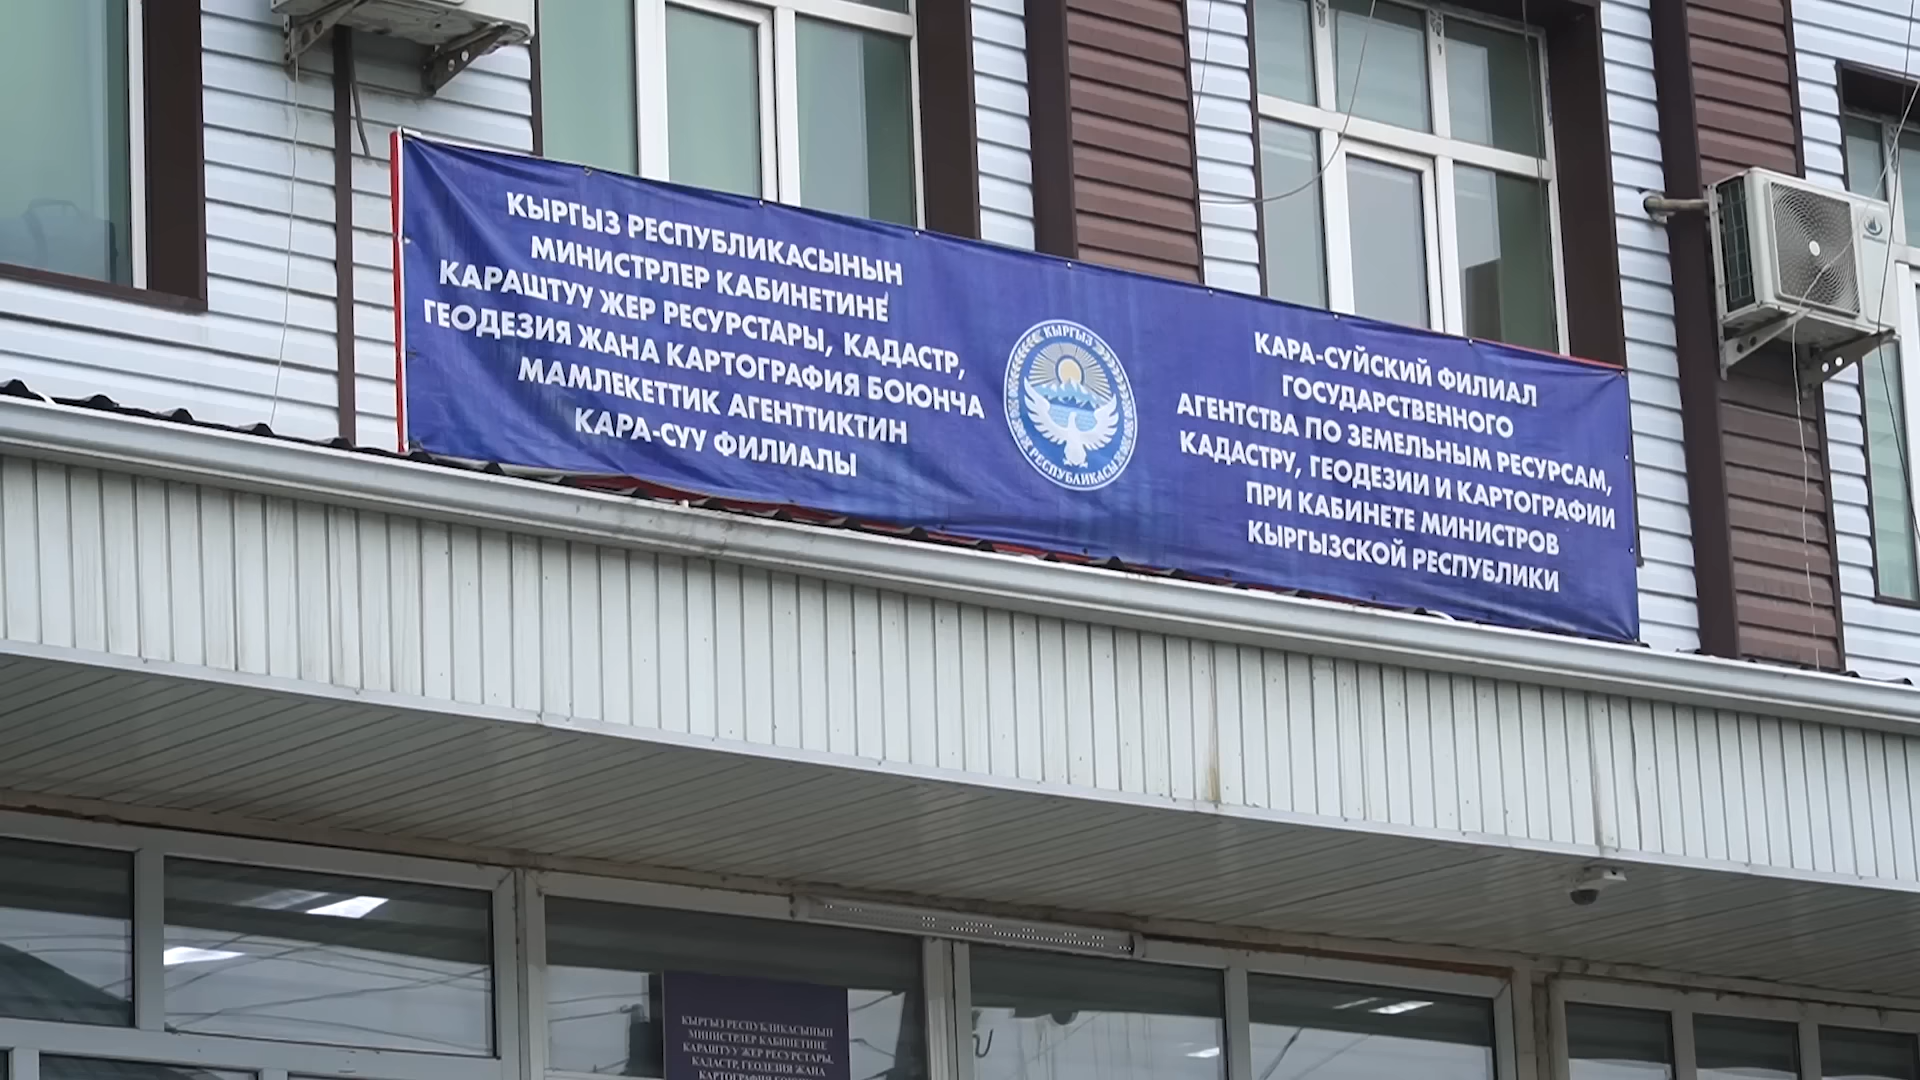 КЫРГЫЗ РЕСПУБЛИКАСЫНЫН
МИНИСТРЛЕР КАБИНЕТИНЕ
КАРАШТУУ ЖЕР РЕСУРСТАРЫ, КАДАСТР,
ГЕОДЕЗИЯ ЖАНА КАРТОГРАФИЯ БОЮНЧА
МАМЛЕКЕТТИК АГЕНТТИКТИН
КАРА-СУУ ФИЛИАЛЫ
КЫРГЫЗ
РЕСПУБЛИКАСЫ
КАРА-СУЙСКИЙ ФИЛИАЛ
ГОСУДАРСТВЕННОГО
АГЕНТСТВА ПО ЗЕМЕЛЬНЫМ РЕСУРСАМ,
КАДАСТРУ, ГЕОДЕЗИИ И КАРТОГРАФИИ
ПРИ КАБИНЕТЕ МИНИСТРОВ
КЫРГЫЗСКОЙ РЕСПУБЛИКИ
КЫРГЫЗ РЕСПУБЛИКАСЫНЫН
МИНИСТРЛЕР КАБИНЕТИНЕ
КАРАШТУУ ЖЕР РЕСУРСТАРЫ,
КАДАСТР, ГЕОДЕЗИЯ ЖАНА
КАРТОГРАФИЯ БОЮНЧА